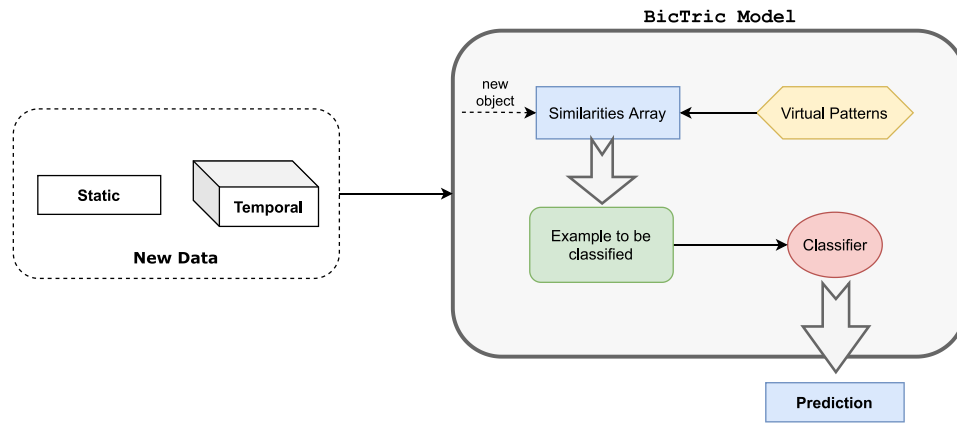 BicTric Model
new
object
Similarities Array
Virtual Patterns
Static
Temporal
New Data
Example to be
classified
Classifier
Prediction